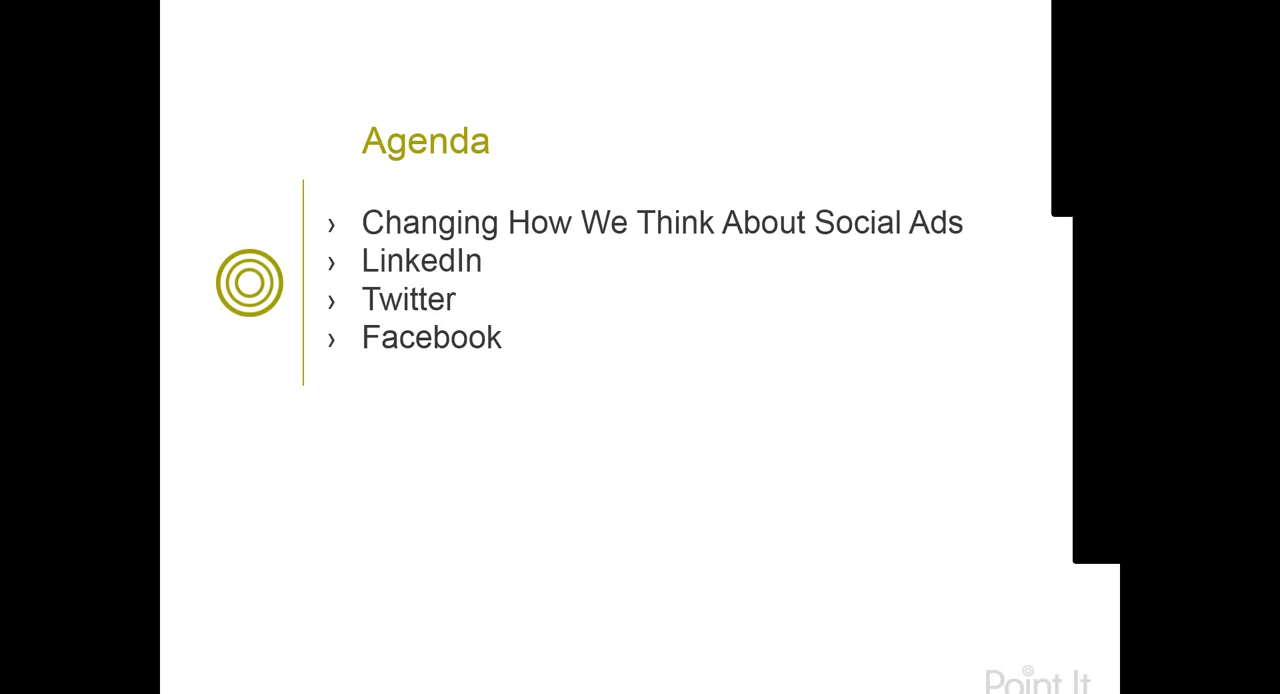 Agenda
› Changing How We Think About Social Ads
› LinkedIn
› Twitter
› Facebook
Point It